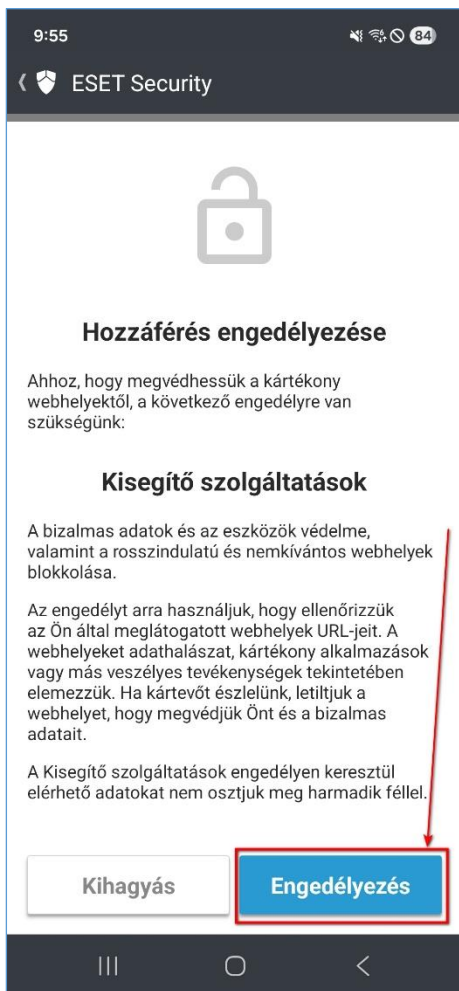 9:55
84
ESET Security
Hozzáférés engedélyezése
Ahhoz, hogy megvédhessük a kártékony
webhelyektől, a következő engedélyre van
szükségünk:
Kisegítő szolgáltatások
A bizalmas adatok és az eszközök védelme,
valamint a rosszindulatú és nemkívántos webhelyek
blokkolása.
Az engedélyt arra használjuk, hogy ellenőrizzük
az Ön által meglátogatott webhelyek URL-jeit. A
webhelyeket adathalászat, kártékony alkalmazások
vagy más veszélyes tevékenységek tekintetében
elemezzük. Ha kártevőt észlelünk, letiltjuk a
webhelyet, hogy megvédjük Önt és a bizalmas
adatait.
A Kisegítő szolgáltatások engedélyen keresztül
elérhető adatokat nem osztjuk meg harmadik féllel.
Kihagyás
Engedélyezés